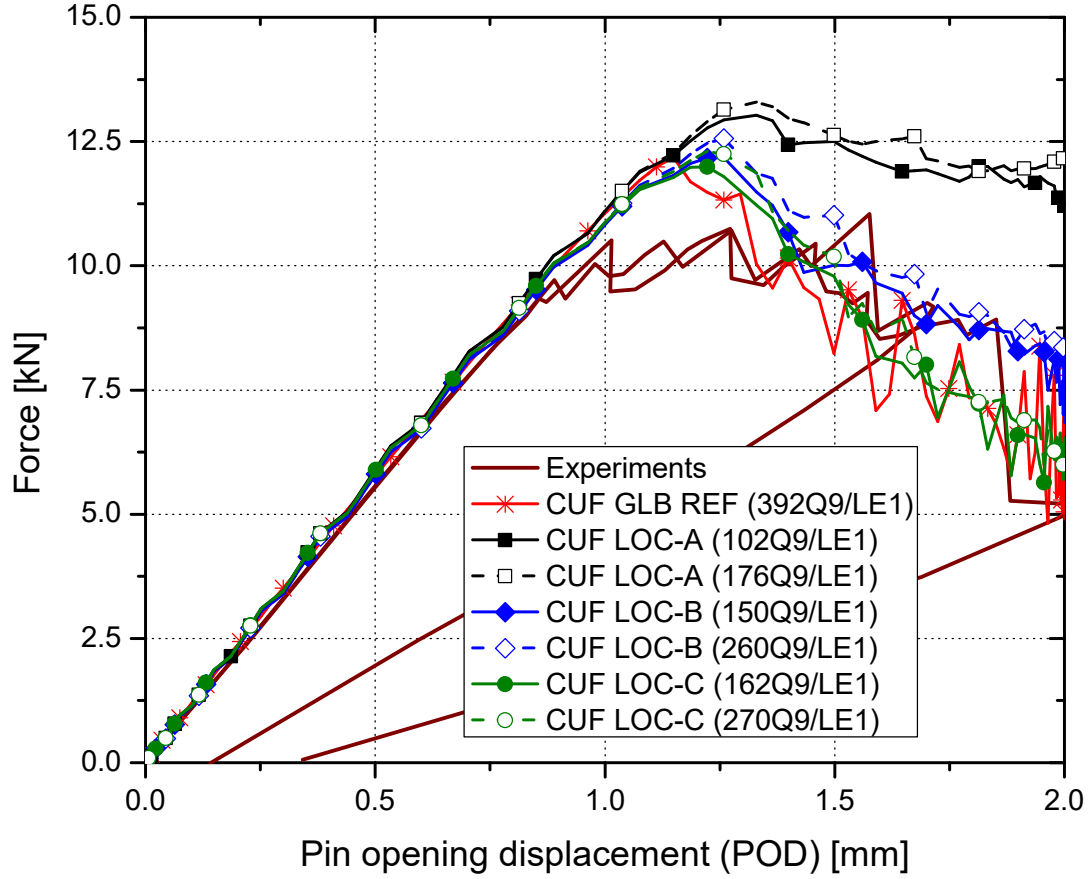 15.0
12.5
10.0
7.5
5.0
2.5
0.0
Force [kN]
Experiments
CUF GLB REF (392Q9/LE1)
CUF LOC-A (102Q9/LE1)
CUF LOC-A (176Q9/LE1)
CUF LOC-B (150Q9/LE1)
CUF LOC-B (260Q9/LE1)
CUF LOC-C (162Q9/LE1)
CUF LOC-C (270Q9/LE1)
0.0 0.5 1.0 1.5 2.0
Pin opening displacement (POD) [mm]